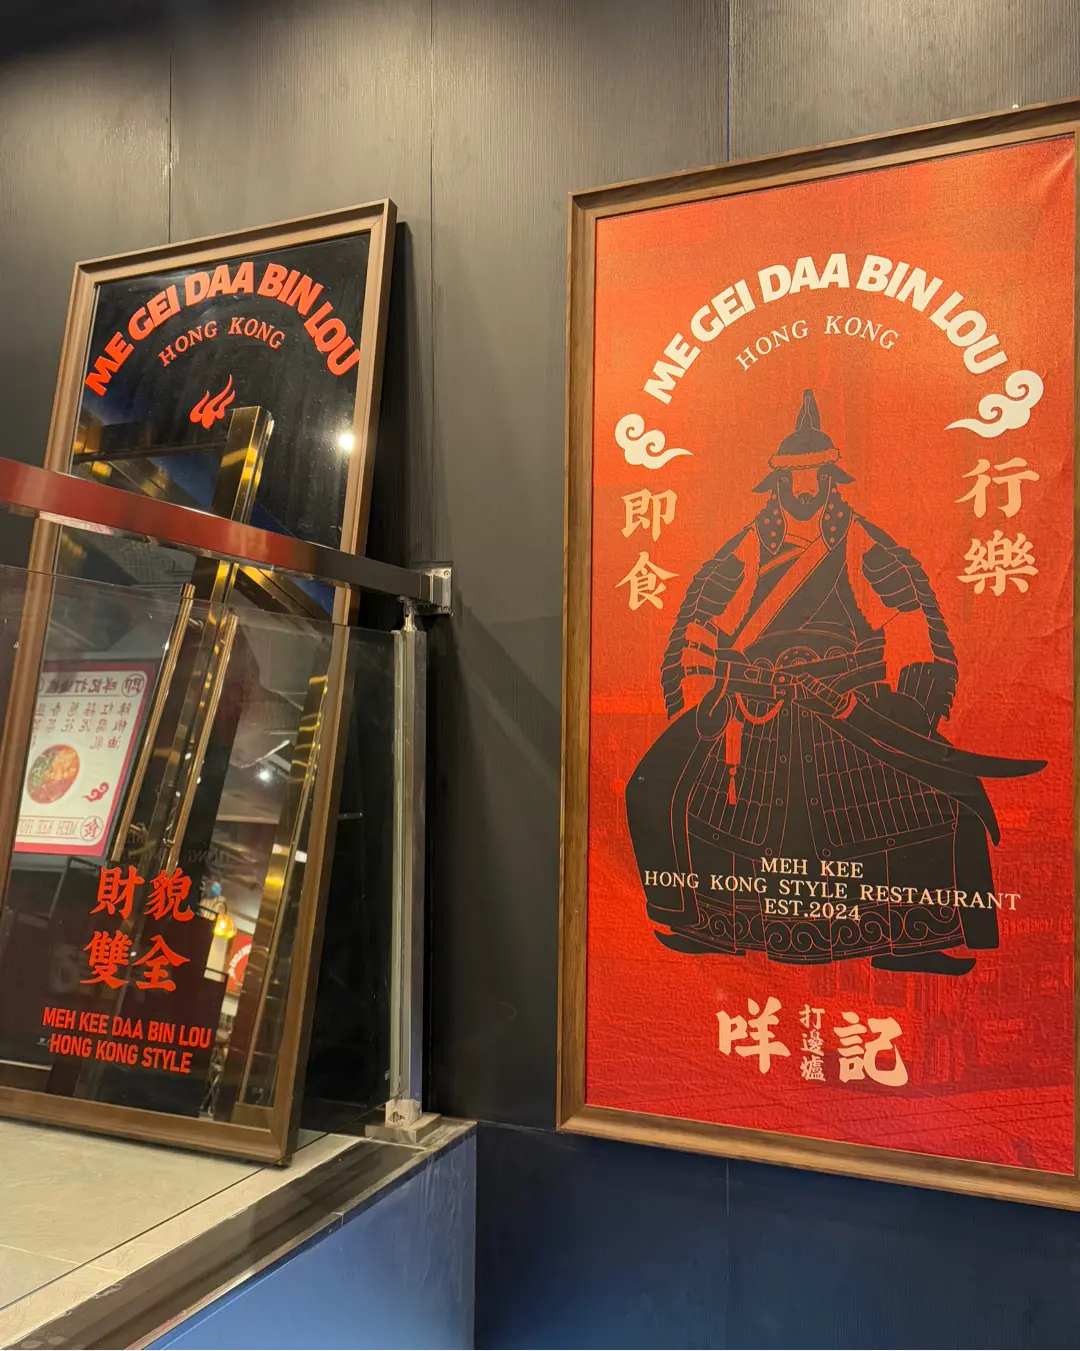 ME GEI DAA BIN LOU
HONG KONG
財貌
雙全
MEH KEE DAA BIN LOU
HONG KONG STYLE
ME GEI DAA BIN LOU
HONG KONG
即食
行樂
MEH KEE
HONG KONG STYLE RESTAURANT
EST.2024
咩打邊爐記